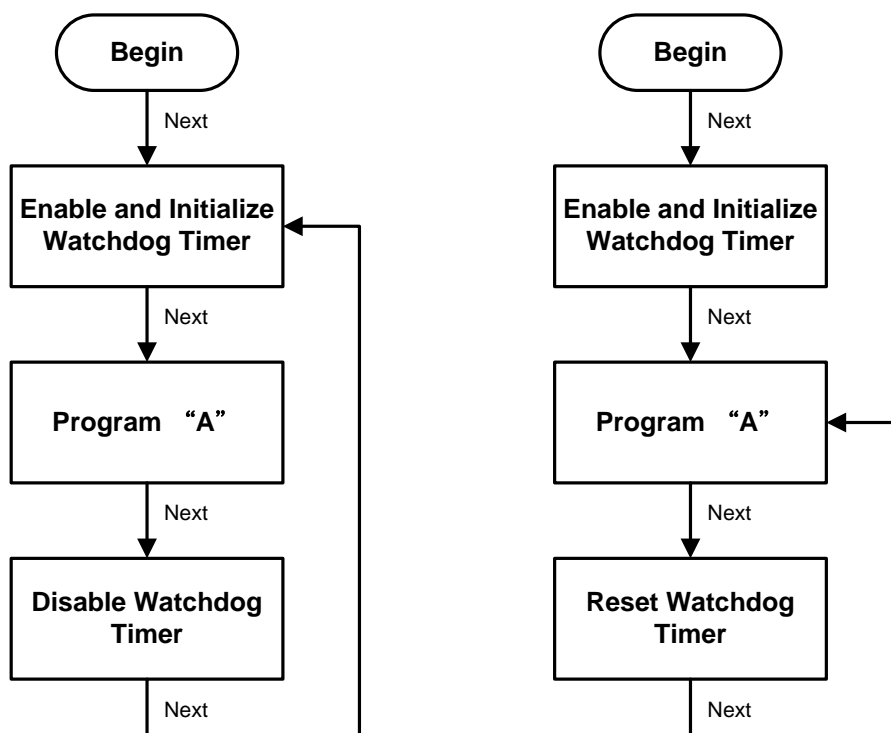 Begin
Next
Enable and Initialize
Watchdog Timer
Next
Program “A”
Next
Disable Watchdog
Timer
Next
Begin
Next
Enable and Initialize
Watchdog Timer
Next
Program “A”
Next
Reset Watchdog
Timer
Next